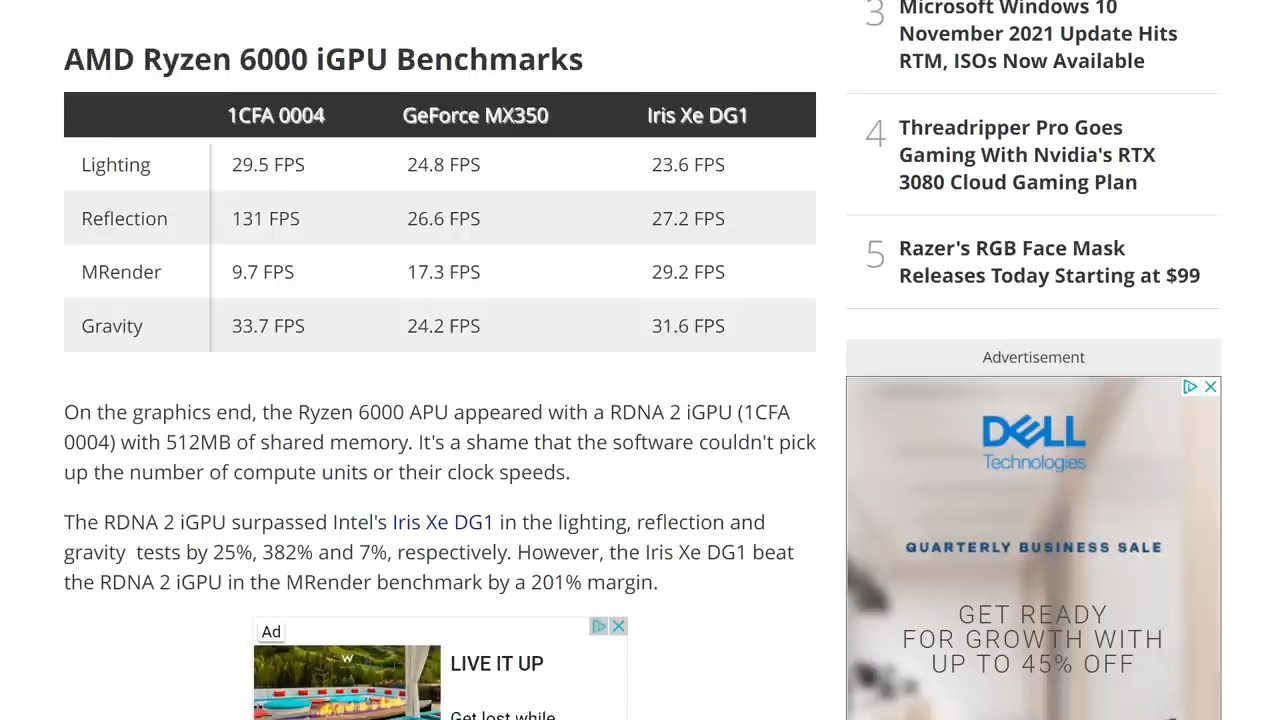 AMD Ryzen 6000 iGPU Benchmarks
1CFA 0004 GeForce MX350 Iris Xe DG1
Lighting 29.5 FPS 24.8 FPS 23.6 FPS
Reflection 131 FPS 26.6 FPS 27.2 FPS
MRender 9.7 FPS 17.3 FPS 29.2 FPS
Gravity 33.7 FPS 24.2 FPS 31.6 FPS
On the graphics end, the Ryzen 6000 APU appeared with a RDNA 2 iGPU (1CFA
0004) with 512MB of shared memory. It's a shame that the software couldn't pick
up the number of compute units or their clock speeds.
The RDNA 2 iGPU surpassed Intel's Iris Xe DG1 in the lighting, reflection and
gravity tests by 25%, 382% and 7%, respectively. However, the Iris Xe DG1 beat
the RDNA 2 iGPU in the MRender benchmark by a 201% margin.
Ad
W
LIVE IT UP
Get lost while
3 Microsoft Windows 10
November 2021 Update Hits
RTM, ISOs Now Available
4 Threadripper Pro Goes
Gaming With Nvidia's RTX
3080 Cloud Gaming Plan
5 Razer's RGB Face Mask
Releases Today Starting at $99
Advertisement
DELL
Technologies
QUARTERLY BUSINESS SALE
GET READY
FOR GROWTH WITH
UP TO 45% OFF